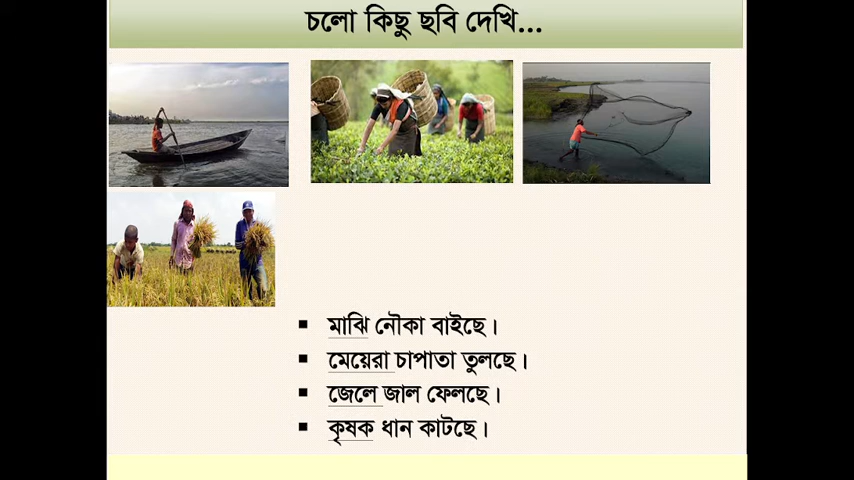 চলো কিছু ছবি দেখি...
মাঝি নৌকা বাইছে।
মেয়েরা চাপাতা তুলছে।
জেলে জাল ফেলছে।
কৃষক ধান কাটছে।